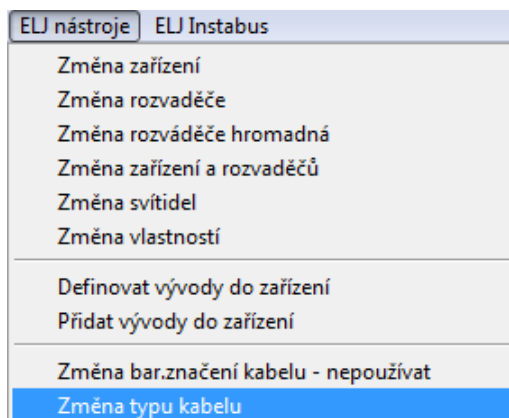 ELJ nástroje ELJ Instabus
Změna zařízení
Změna rozvaděče
Změna rozváděče hromadná
Změna zařízení a rozvaděčů
Změna svítidel
Změna vlastností
Definovat vývody do zařízení
Přidat vývody do zařízení
Změna bar.značení kabelu - nepoužívat
Změna typu kabelu